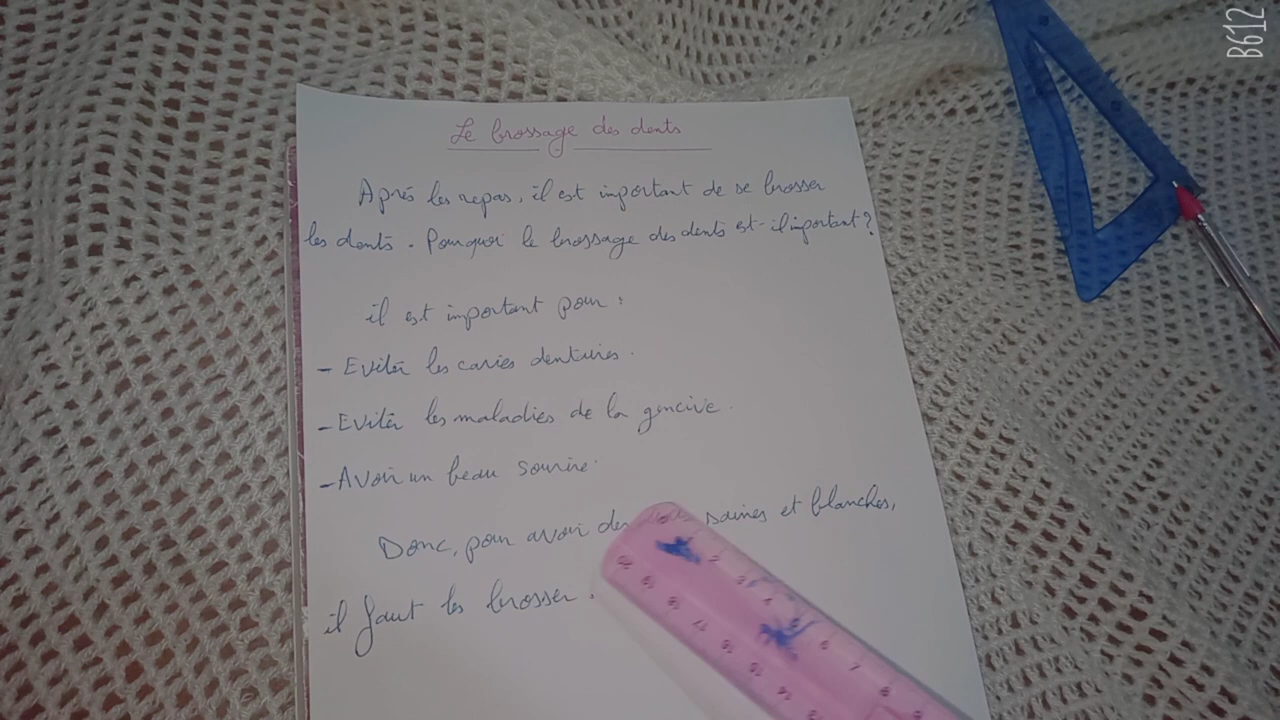 Le brossage des dents
Après les repas, il est important de se brosser
les dents. Pourquoi le brossage des dents est-il important ?
il est important pour :
- Eviter les caries dentaires.
- Eviter les maladies de la gencive.
- Avoir un beau sourire.
Donc, pour avoir des saines et blanches,
il faut les brosser.
B612